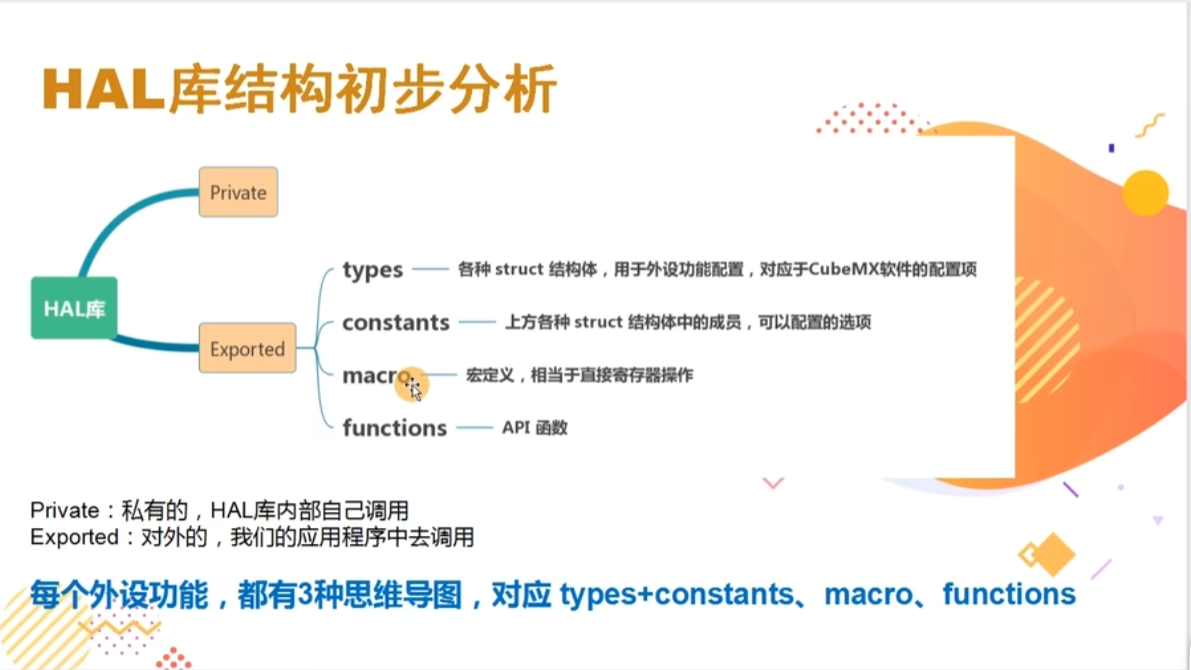 HAL库结构初步分析
Private
HAL库
Exported
types
各种 struct 结构体，用于外设功能配置，对应于CubeMX软件的配置项
constants
上方各种 struct 结构体中的成员，可以配置的选项
macro
宏定义，相当于直接寄存器操作
functions
API 函数
Private：私有的，HAL库内部自己调用
Exported：对外的，我们的应用程序中去调用
每个外设功能，都有3种思维导图，对应 types+constants、macro、functions